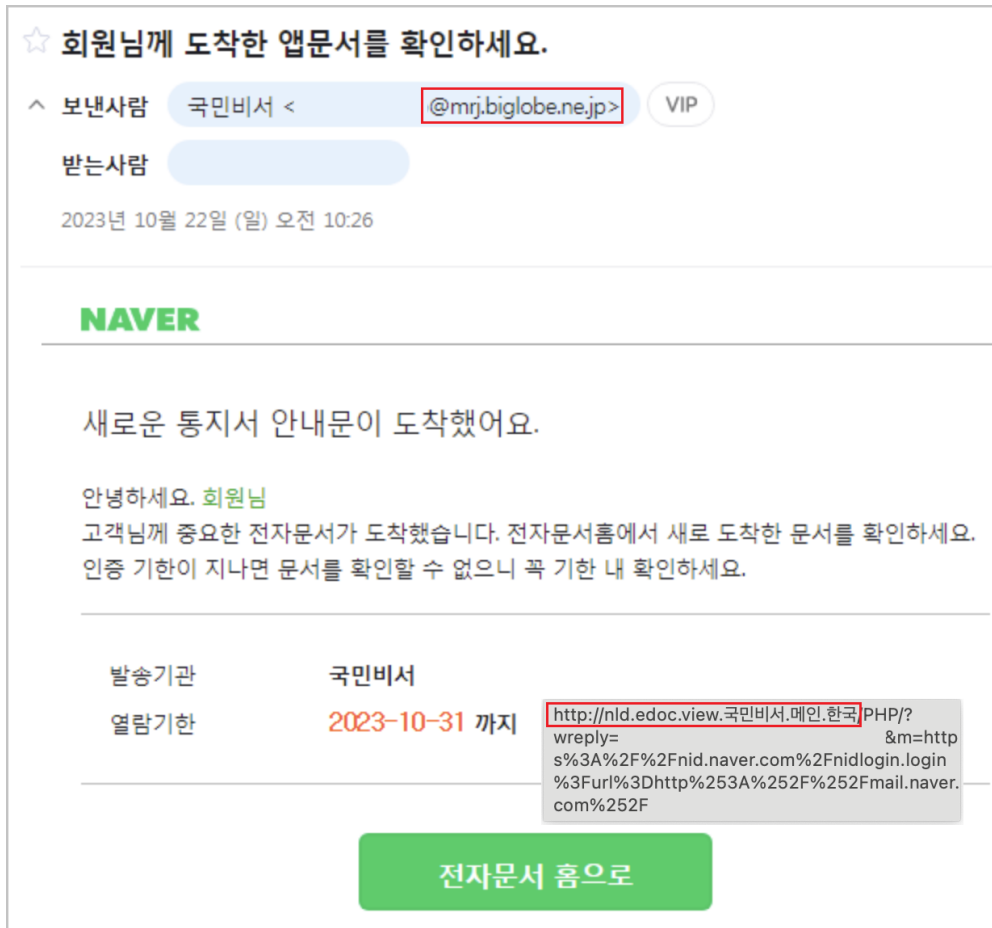 회원님께 도착한 앱문서를 확인하세요.
보낸사람 국민비서 < @mrj.biglobe.ne.jp> VIP
받는사람
2023년 10월 22일 (일) 오전 10:26
NAVER
새로운 통지서 안내문이 도착했어요.
안녕하세요. 회원님
고객님께 중요한 전자문서가 도착했습니다. 전자문서홈에서 새로 도착한 문서를 확인하세요.
인증 기한이 지나면 문서를 확인할 수 없으니 꼭 기한 내 확인하세요.
발송기관 국민비서
열람기한 2023-10-31 까지
http://nld.edoc.view.국민비서.메인.한국/PHP/?
wreply= &m=http
s%3A%2F%2Fnid.naver.com%2Fnidlogin.login
%3Furl%3Dhttp%253A%252F%252Fmail.naver.
com%252F
전자문서 홈으로